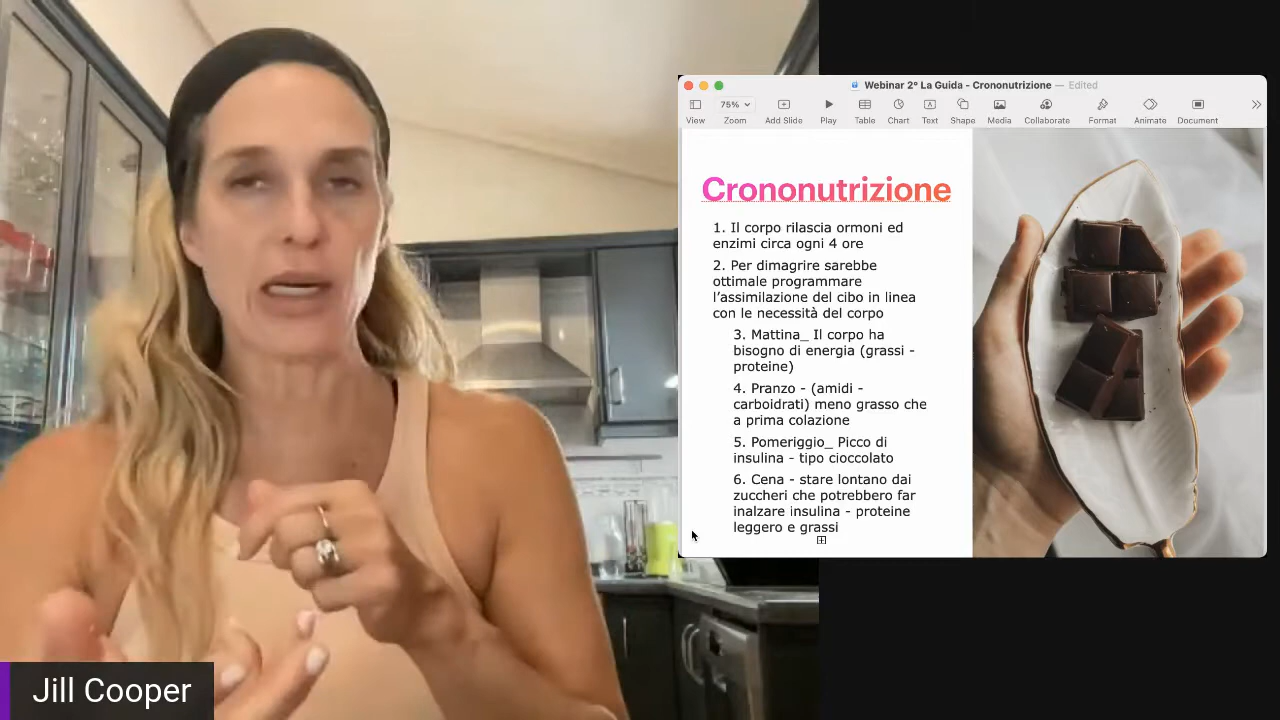 Webinar 2° La Guida - Crononutrizione — Edited
75%
View Zoom Add Slide Play Table Chart Text Shape Media Collaborate Format Animate Document
Crononutrizione
1. Il corpo rilascia ormoni ed
enzimi circa ogni 4 ore
2. Per dimagrire sarebbe
ottimale programmare
l’assimilazione del cibo in linea
con le necessità del corpo
3. Mattina_ Il corpo ha
bisogno di energia (grassi -
proteine)
4. Pranzo - (amidi -
carboidrati) meno grasso che
a prima colazione
5. Pomeriggio_ Picco di
insulina - tipo cioccolato
6. Cena - stare lontano dai
zuccheri che potrebbero far
inalzare insulina - proteine
leggero e grassi
Jill Cooper